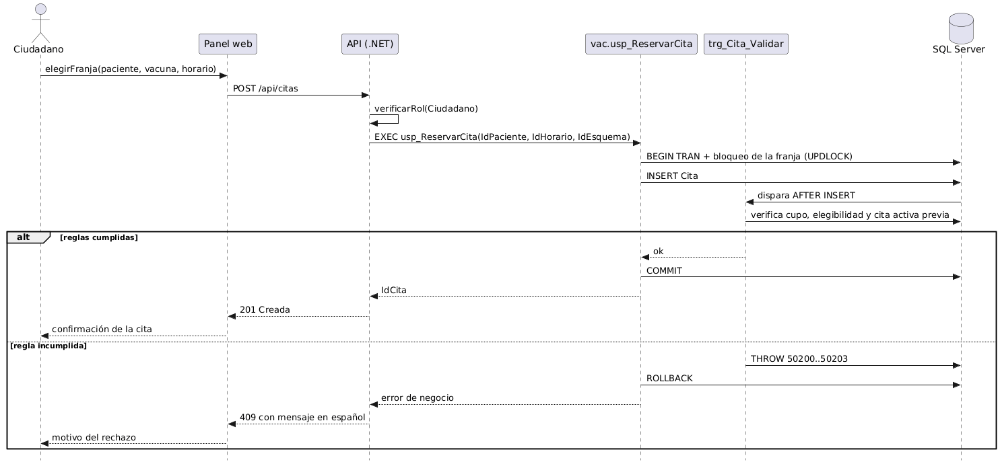 Ciudadano
Panel web
API (.NET)
vac.usp_ReservarCita
trg_Cita_Validar
SQL Server
elegirFranja(paciente, vacuna, horario)
POST /api/citas
verificarRol(Ciudadano)
EXEC usp_ReservarCita(IdPaciente, IdHorario, IdEsquema)
BEGIN TRAN + bloqueo de la franja (UPDLOCK)
INSERT Cita
dispara AFTER INSERT
verifica cupo, elegibilidad y cita activa previa
alt [reglas cumplidas]
ok
COMMIT
IdCita
201 Creada
confirmación de la cita
[regla incumplida]
THROW 50200..50203
ROLLBACK
error de negocio
409 con mensaje en español
motivo del rechazo